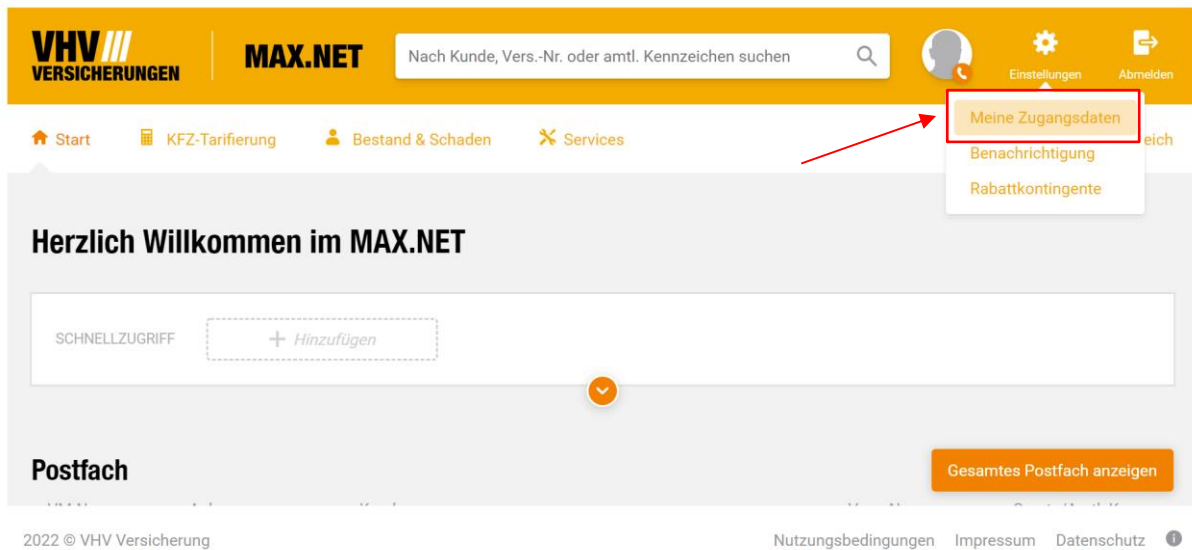 VHV VERSICHERUNGEN
MAX.NET
Nach Kunde, Vers.-Nr. oder amtl. Kennzeichen suchen
Einstellungen
Abmelden
Start
KFZ-Tarifierung
Bestand & Schaden
Services
eich
Meine Zugangsdaten
Benachrichtigung
Rabattkontingente
Herzlich Willkommen im MAX.NET
SCHNELLZUGRIFF
+ Hinzufügen
Postfach
Gesamtes Postfach anzeigen
2022 © VHV Versicherung
Nutzungsbedingungen Impressum Datenschutz